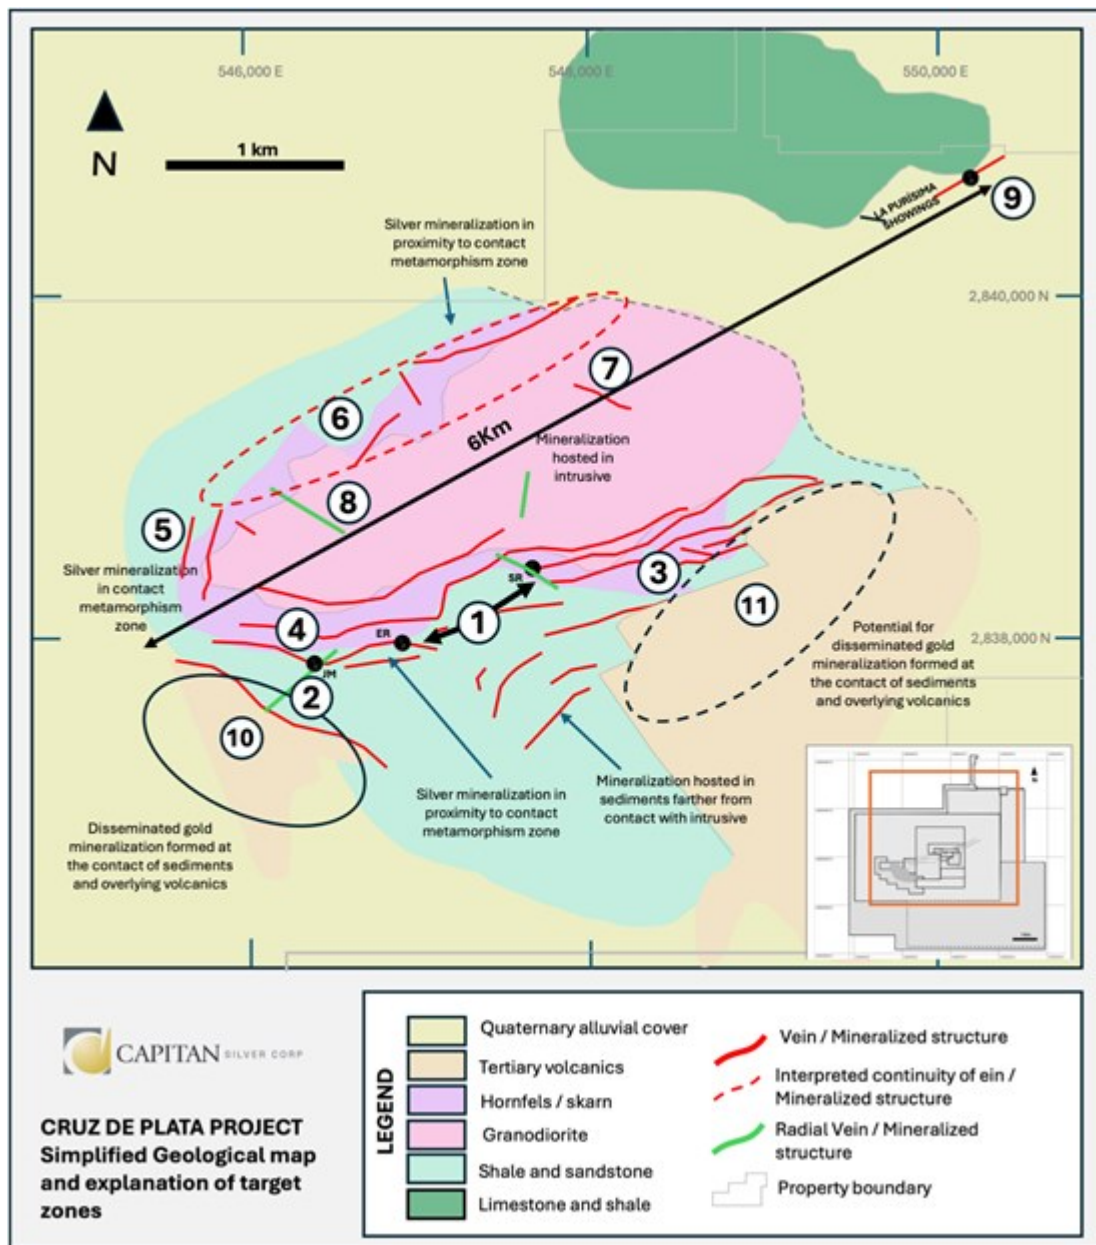 546,000 E
548,000 E
550,000 E
N
1 km
LA PURÍSIMA
SHOWINGS
9
Silver mineralization in
proximity to contact
metamorphism zone
2,840,000 N
7
6
6Km
Mineralization
hosted in
intrusive
8
5
Silver mineralization
in contact
metamorphism
zone
SR
3
11
4
ER
1
2,838,000 N
Potential for
disseminated gold
mineralization formed at
the contact of sediments
and overlying volcanics
JM
2
10
Silver mineralization in
proximity to contact
metamorphism zone
Mineralization hosted in
sediments farther from
contact with intrusive
Disseminated gold
mineralization formed at
the contact of sediments
and overlying volcanics
CAPITAN SILVER CORP
CRUZ DE PLATA PROJECT
Simplified Geological map
and explanation of target
zones
LEGEND
Quaternary alluvial cover
Tertiary volcanics
Hornfels / skarn
Granodiorite
Shale and sandstone
Limestone and shale
Vein / Mineralized structure
Interpreted continuity of ein /
Mineralized structure
Radial Vein / Mineralized
structure
Property boundary